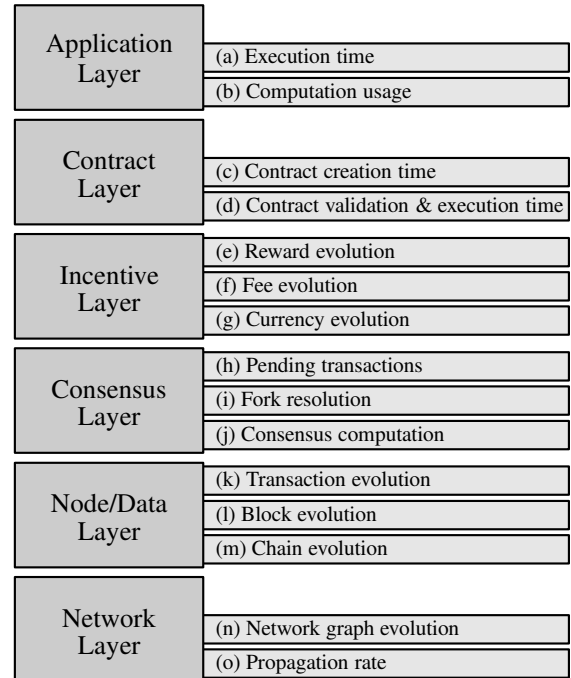 Application
Layer
(a) Execution time
(b) Computation usage
Contract
Layer
(c) Contract creation time
(d) Contract validation & execution time
Incentive
Layer
(e) Reward evolution
(f) Fee evolution
(g) Currency evolution
Consensus
Layer
(h) Pending transactions
(i) Fork resolution
(j) Consensus computation
Node/Data
Layer
(k) Transaction evolution
(l) Block evolution
(m) Chain evolution
Network
Layer
(n) Network graph evolution
(o) Propagation rate